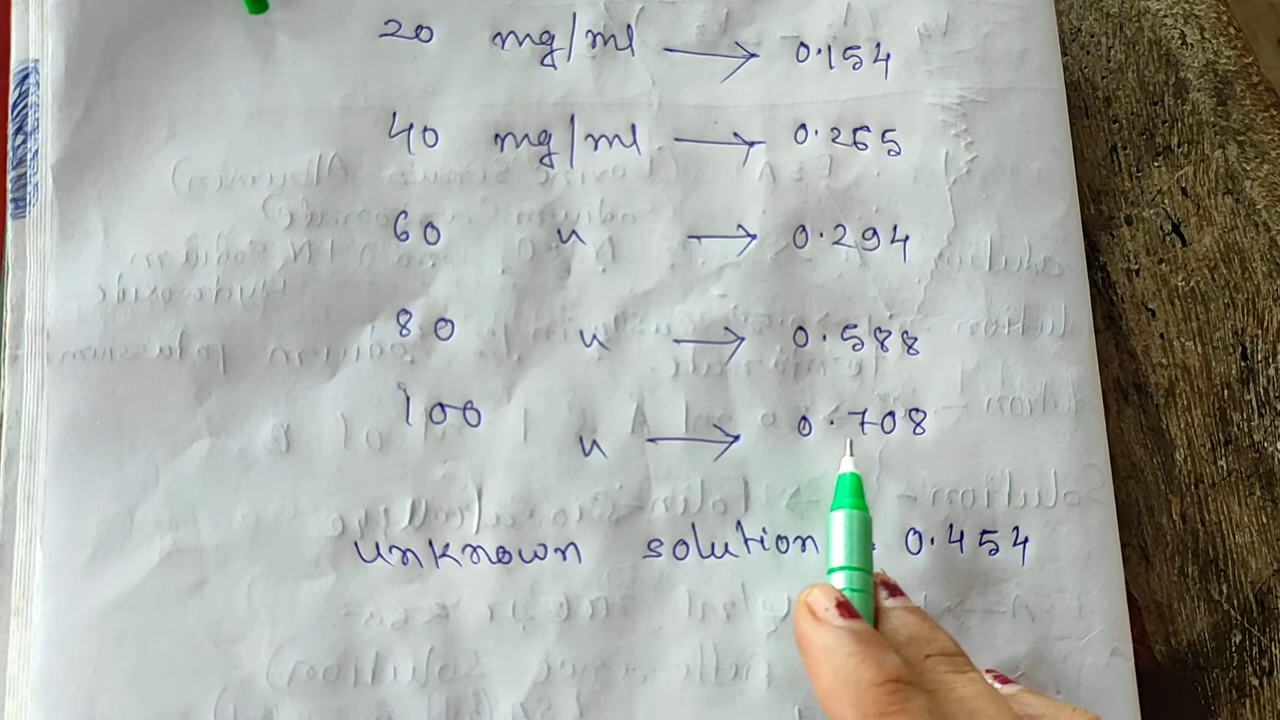 20 mg/ml → 0.154
40 mg/ml → 0.265
60 " → 0.294
80 " → 0.588
100 " → 0.708
unknown solution 0.454